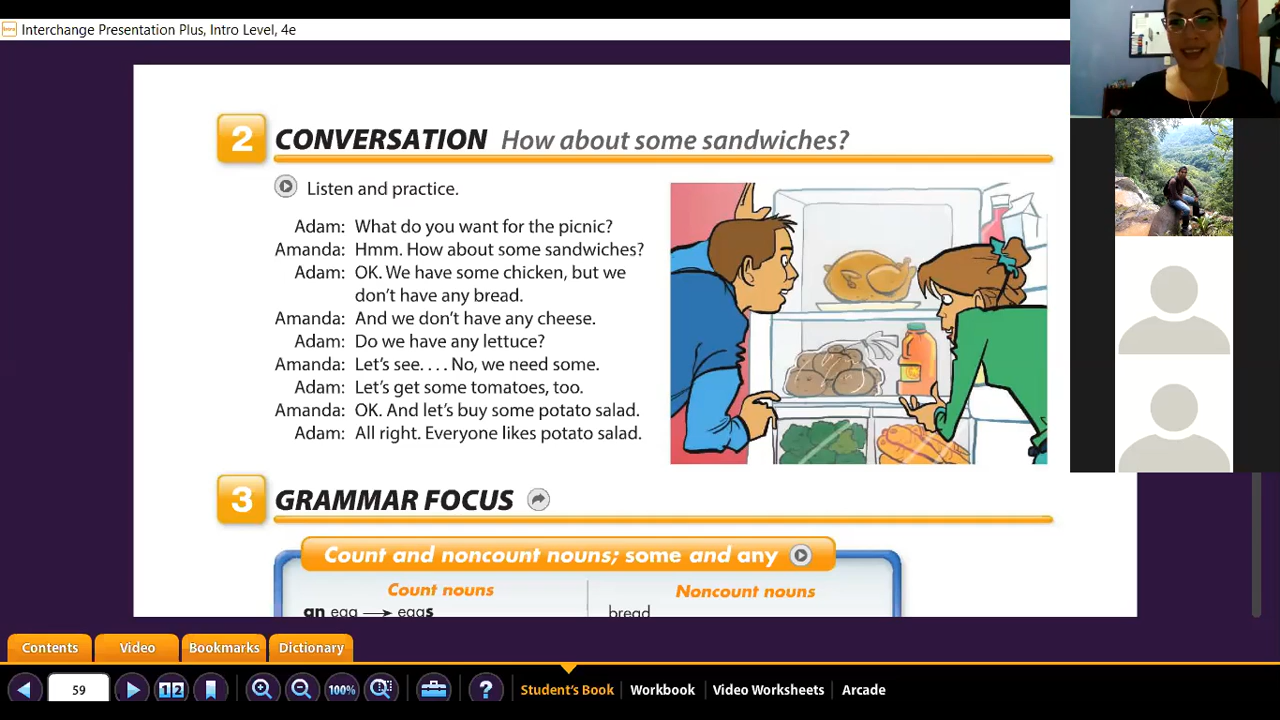 Interchange Presentation Plus, Intro Level, 4e
2 CONVERSATION How about some sandwiches?
Listen and practice.
Adam: What do you want for the picnic?
Amanda: Hmm. How about some sandwiches?
Adam: OK. We have some chicken, but we
don't have any bread.
Amanda: And we don't have any cheese.
Adam: Do we have any lettuce?
Amanda: Let's see. . . . No, we need some.
Adam: Let's get some tomatoes, too.
Amanda: OK. And let's buy some potato salad.
Adam: All right. Everyone likes potato salad.
3 GRAMMAR FOCUS
Count and noncount nouns; some and any
Count nouns
Noncount nouns
an egg → eggs
bread
Contents Video Bookmarks Dictionary
59 1 2 100% ? Student's Book Workbook Video Worksheets Arcade